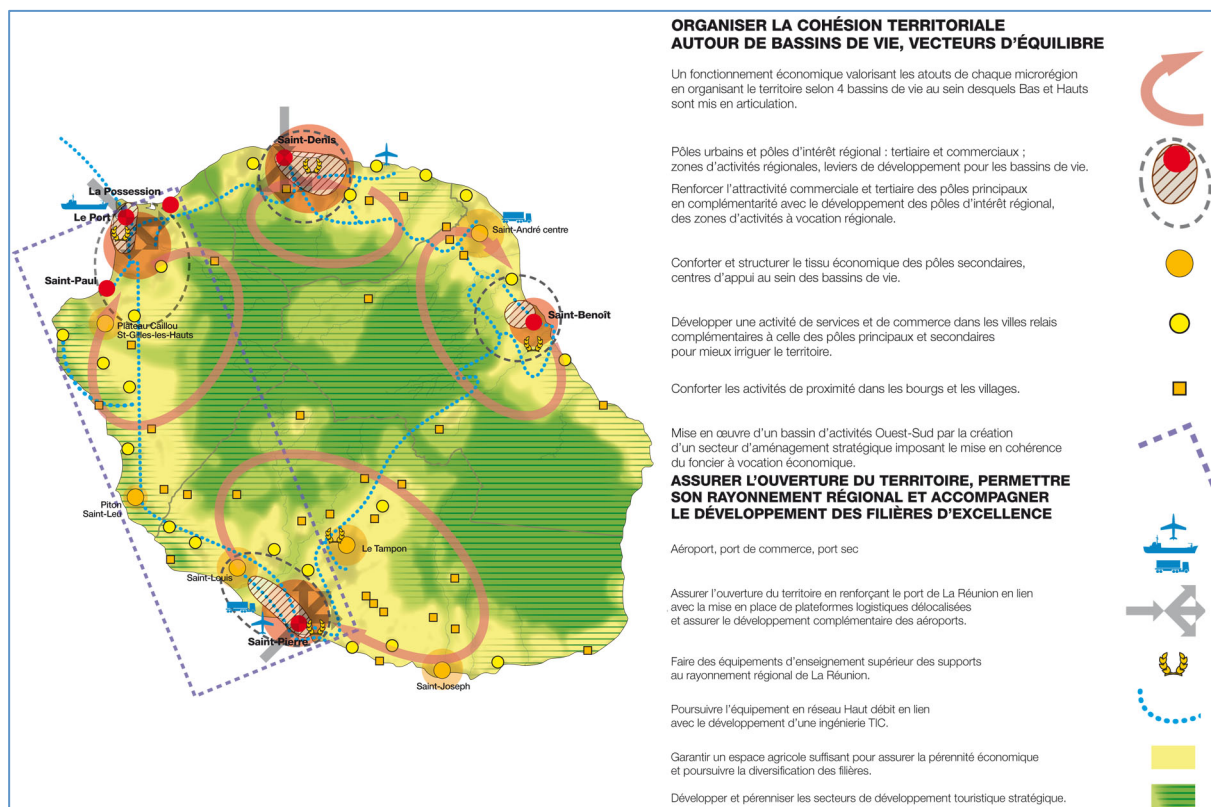 Saint-Denis
La Possession
Le Port
Saint-André centre
Saint-Paul
Saint-Benoît
Plateau-Caillou
St-Gilles-les-Hauts
Piton
Saint-Leu
Le Tampon
Saint-Louis
Saint-Pierre
Saint-Joseph
ORGANISER LA COHÉSION TERRITORIALE
AUTOUR DE BASSINS DE VIE, VECTEURS D'ÉQUILIBRE
Un fonctionnement économique valorisant les atouts de chaque microrégion
en organisant le territoire selon 4 bassins de vie au sein desquels Bas et Hauts
sont mis en articulation.
Pôles urbains et pôles d'intérêt régional : tertiaire et commerciaux ;
zones d'activités régionales, leviers de développement pour les bassins de vie.
Renforcer l'attractivité commerciale et tertiaire des pôles principaux
en complémentarité avec le développement des pôles d'intérêt régional,
des zones d'activités à vocation régionale.
Conforter et structurer le tissu économique des pôles secondaires,
centres d'appui au sein des bassins de vie.
Développer une activité de services et de commerce dans les villes relais
complémentaires à celle des pôles principaux et secondaires
pour mieux irriguer le territoire.
Conforter les activités de proximité dans les bourgs et les villages.
Mise en œuvre d'un bassin d'activités Ouest-Sud par la création
d'un secteur d'aménagement stratégique imposant le mise en cohérence
du foncier à vocation économique.
ASSURER L'OUVERTURE DU TERRITOIRE, PERMETTRE
SON RAYONNEMENT RÉGIONAL ET ACCOMPAGNER
LE DÉVELOPPEMENT DES FILIÈRES D'EXCELLENCE
Aéroport, port de commerce, port sec
Assurer l'ouverture du territoire en renforçant le port de La Réunion en lien
avec la mise en place de plateformes logistiques délocalisées
et assurer le développement complémentaire des aéroports.
Faire des équipements d'enseignement supérieur des supports
au rayonnement régional de La Réunion.
Poursuivre l'équipement en réseau Haut débit en lien
avec le développement d'une ingénierie TIC.
Garantir un espace agricole suffisant pour assurer la pérennité économique
et poursuivre la diversification des filières.
Développer et pérenniser les secteurs de développement touristique stratégique.